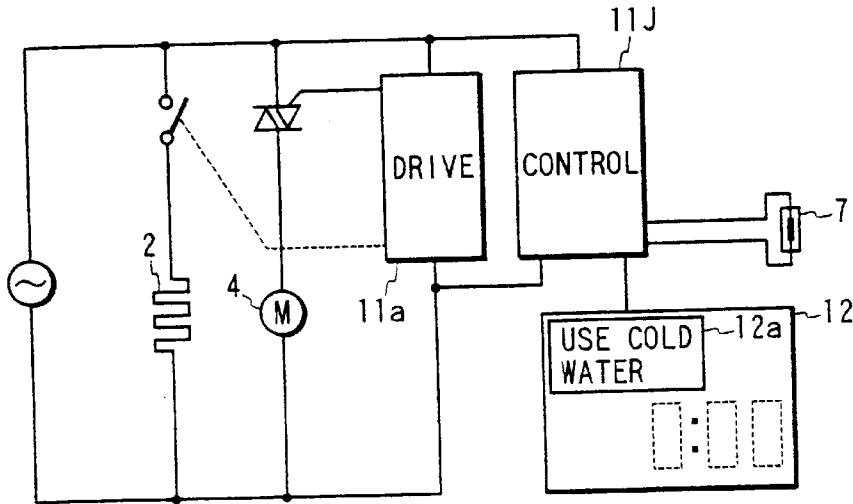 11J
DRIVE
CONTROL
7
2
4
M
11a
12
USE COLD
WATER
12a